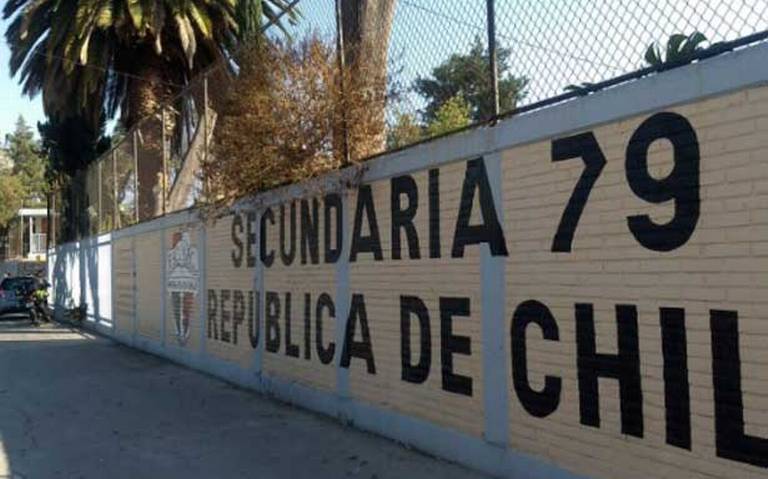 SECUNDARIA 79
REPUBLICA DE CHIL